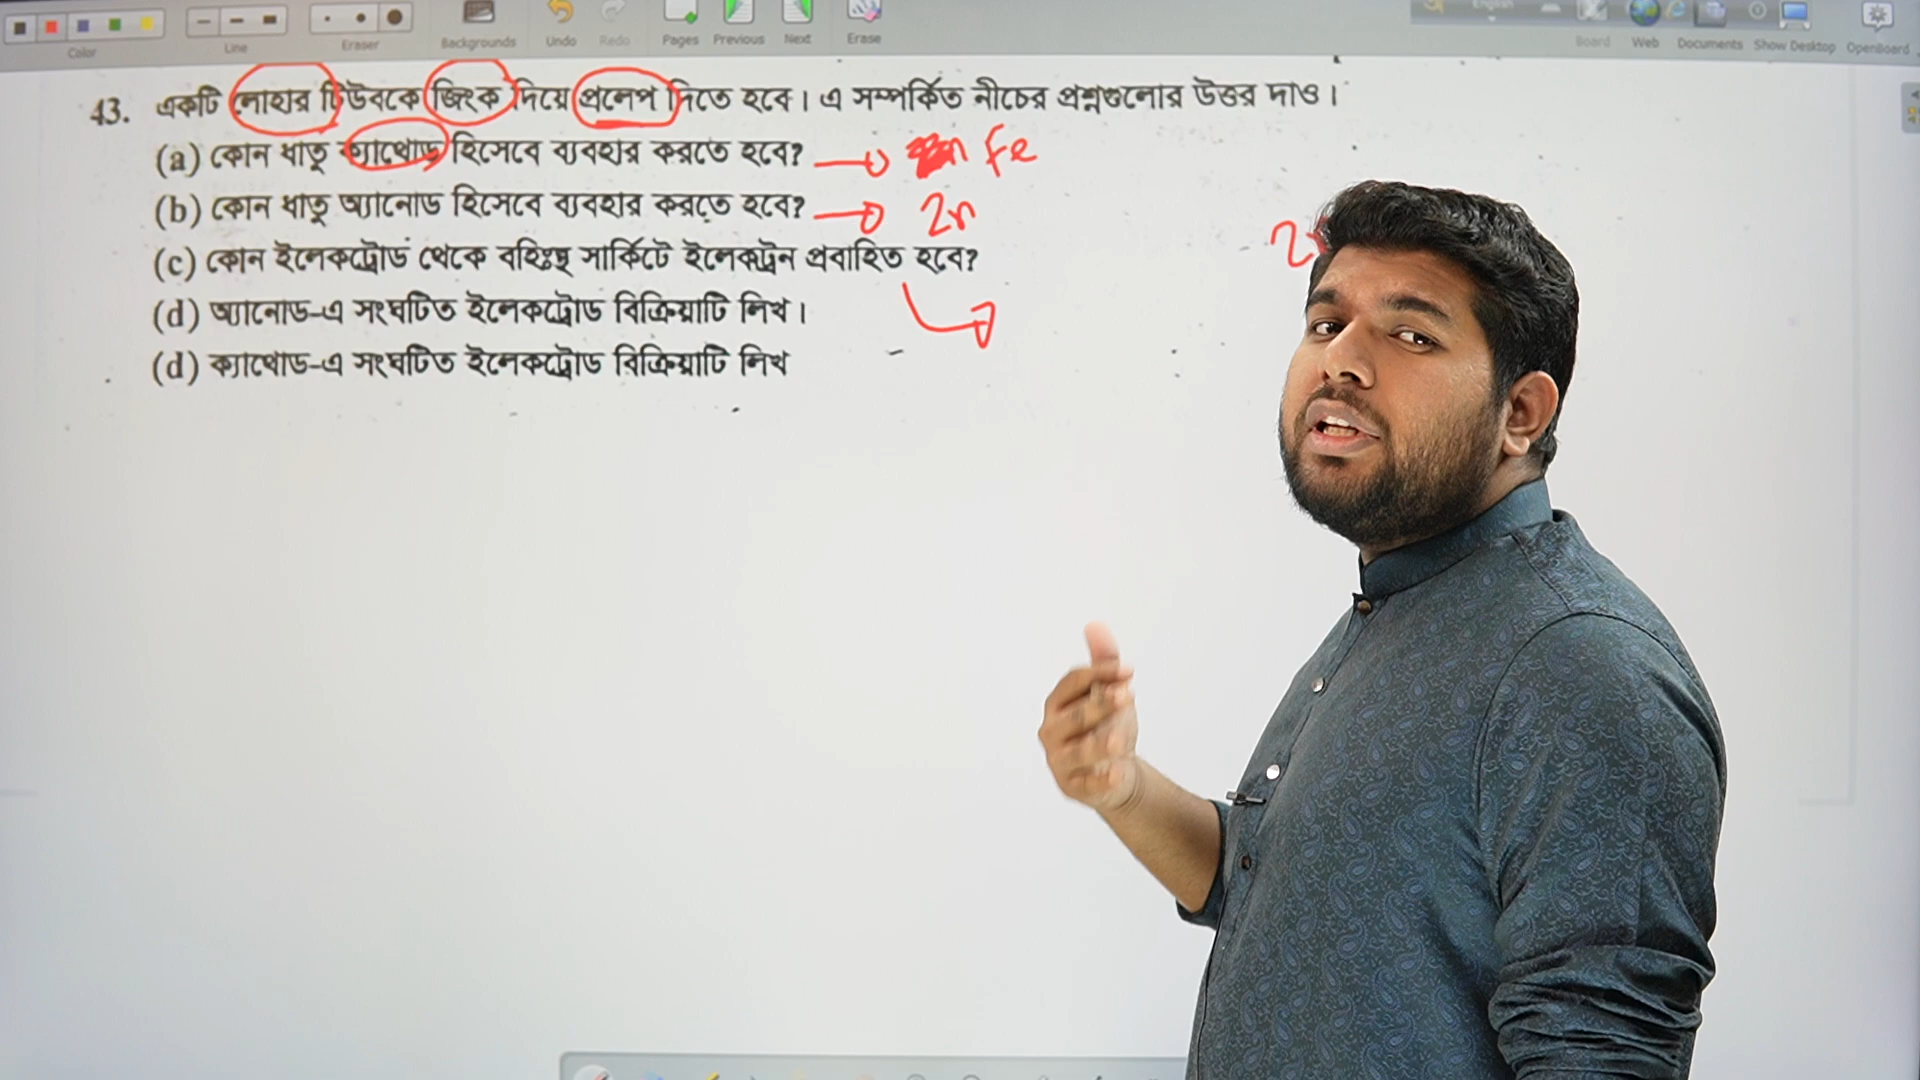 Color
Line
Eraser
Backgrounds
Undo
Redo
Pages
Previous
Next
Erase
English
Board
Web
Documents
Show Desktop
OpenBoard
43. একটি লোহার টিউবকে জিংক দিয়ে প্রলেপ দিতে হবে। এ সম্পর্কিত নীচের প্রশ্নগুলোর উত্তর দাও।
(a) কোন ধাতু ক্যাথোড হিসেবে ব্যবহার করতে হবে? Fe
(b) কোন ধাতু অ্যানোড হিসেবে ব্যবহার করতে হবে? Zn
(c) কোন ইলেকট্রোড থেকে বহিঃস্থ সার্কিটে ইলেকট্রন প্রবাহিত হবে?
(d) অ্যানোড-এ সংঘটিত ইলেকট্রোড বিক্রিয়াটি লিখ।
(d) ক্যাথোড-এ সংঘটিত ইলেকট্রোড বিক্রিয়াটি লিখ